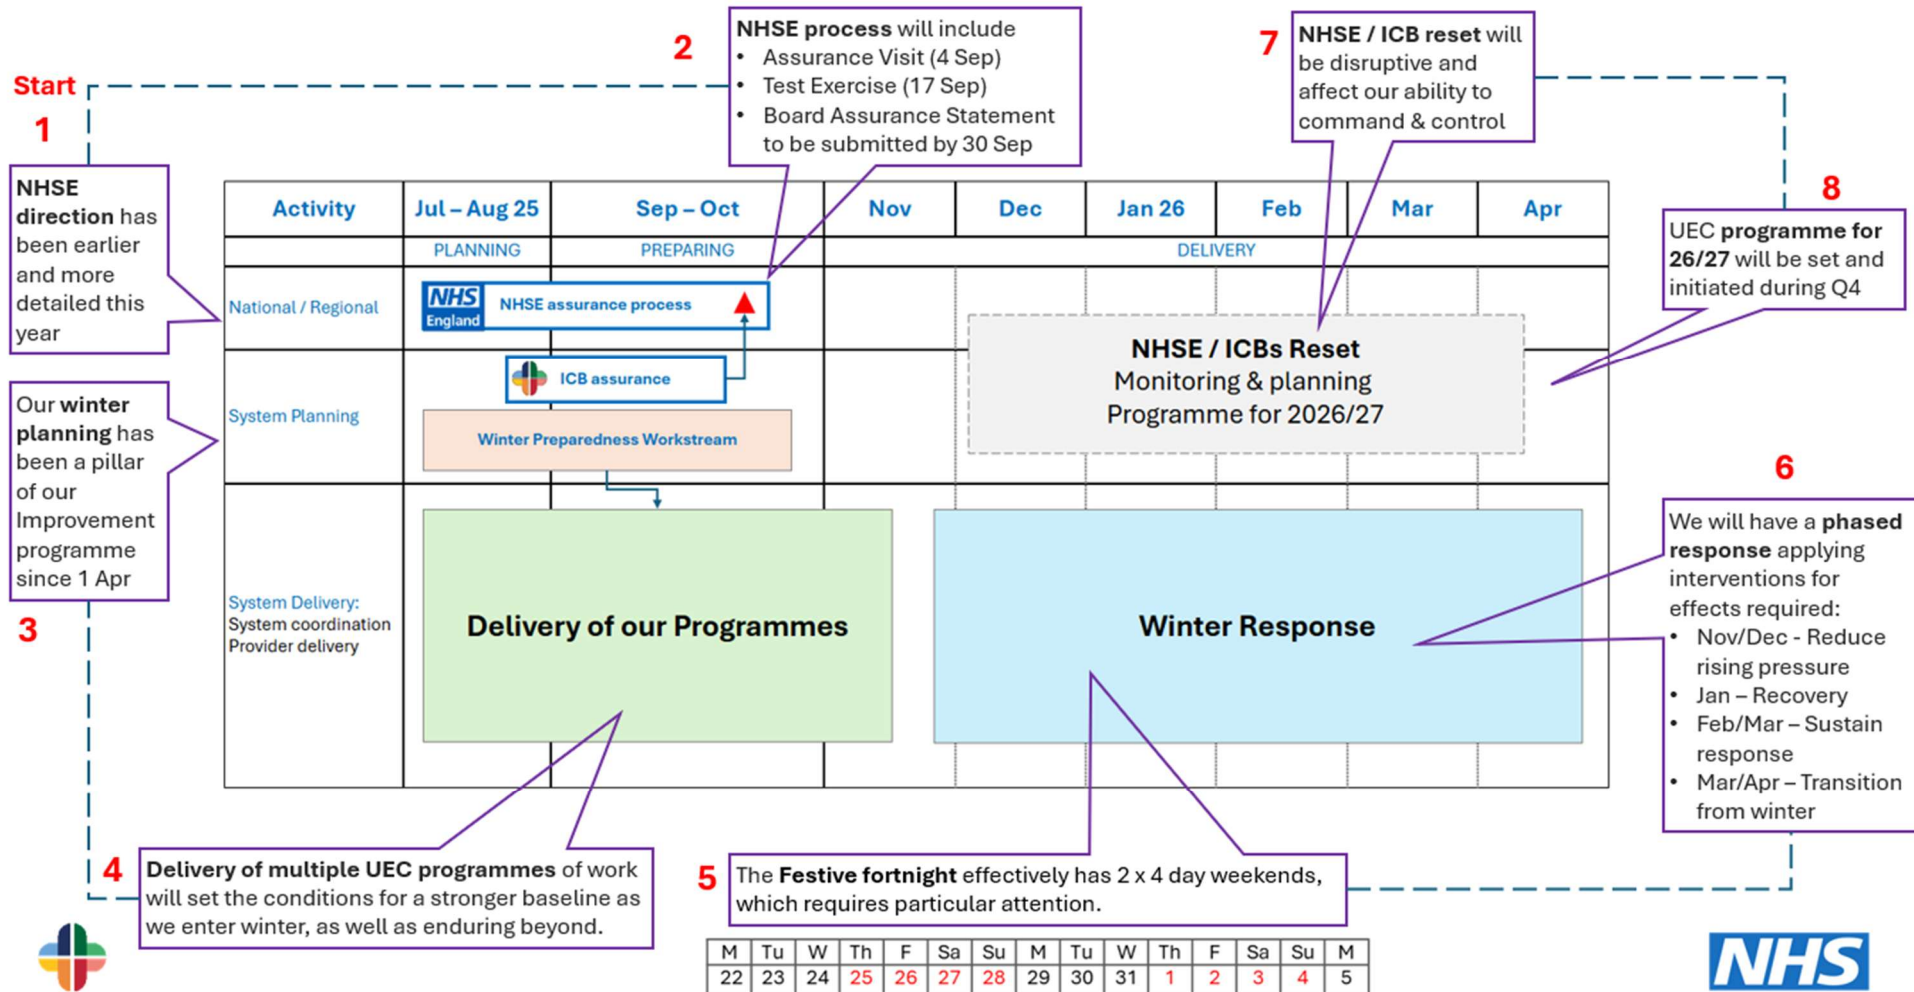 Start
1
NHSE
direction has
been earlier
and more
detailed this
year
2
NHSE process will include
• Assurance Visit (4 Sep)
• Test Exercise (17 Sep)
• Board Assurance Statement
to be submitted by 30 Sep
7
NHSE / ICB reset will
be disruptive and
affect our ability to
command & control
8
UEC programme for
26/27 will be set and
initiated during Q4
Activity Jul – Aug 25 Sep – Oct Nov Dec Jan 26 Feb Mar Apr
PLANNING PREPARING DELIVERY
National / Regional
NHS
England
NHSE assurance process
ICB assurance
System Planning
Winter Preparedness Workstream
NHSE / ICBs Reset
Monitoring & planning
Programme for 2026/27
System Delivery:
System coordination
Provider delivery
Delivery of our Programmes
Winter Response
Our winter
planning has
been a pillar
of our
Improvement
programme
since 1 Apr
3
6
We will have a phased
response applying
interventions for
effects required:
• Nov/Dec - Reduce
rising pressure
• Jan – Recovery
• Feb/Mar – Sustain
response
• Mar/Apr – Transition
from winter
4
Delivery of multiple UEC programmes of work
will set the conditions for a stronger baseline as
we enter winter, as well as enduring beyond.
5
The Festive fortnight effectively has 2 x 4 day weekends,
which requires particular attention.
M Tu W Th F Sa Su M Tu W Th F Sa Su M
22 23 24 25 26 27 28 29 30 31 1 2 3 4 5
NHS